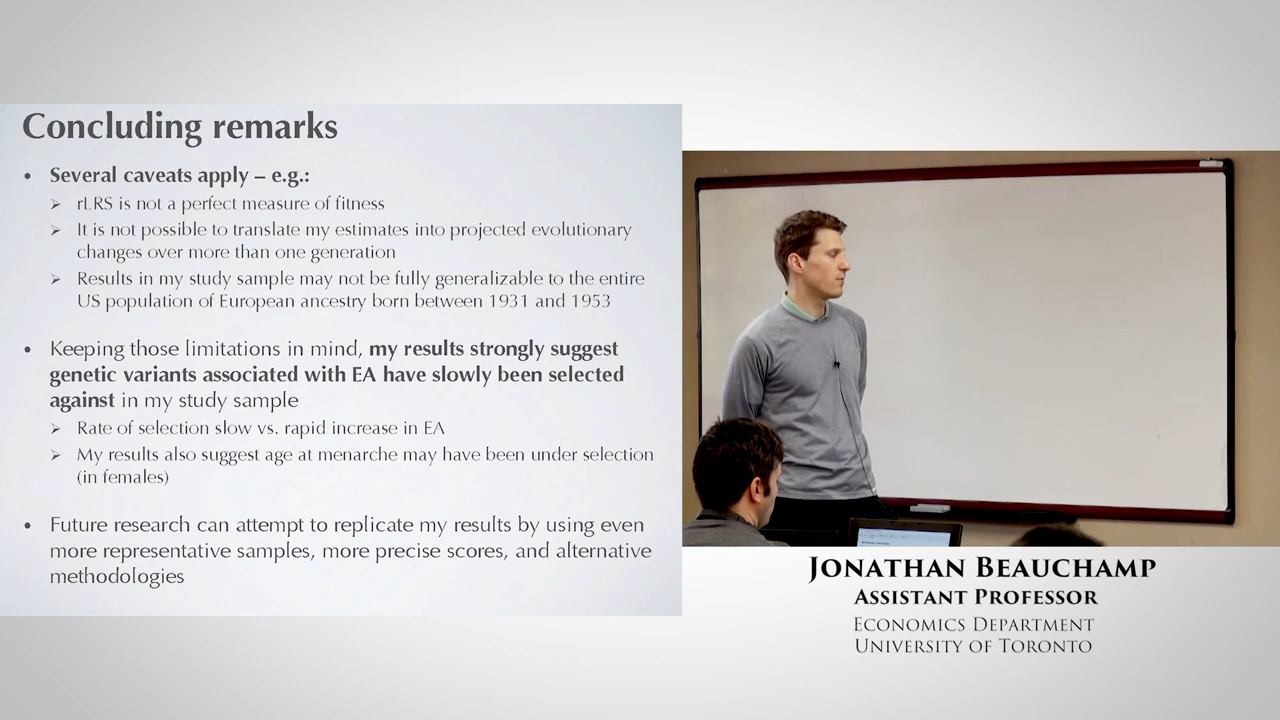 Concluding remarks
• Several caveats apply – e.g.:
➢ rLRS is not a perfect measure of fitness
➢ It is not possible to translate my estimates into projected evolutionary
changes over more than one generation
➢ Results in my study sample may not be fully generalizable to the entire
US population of European ancestry born between 1931 and 1953
• Keeping those limitations in mind, my results strongly suggest
genetic variants associated with EA have slowly been selected
against in my study sample
➢ Rate of selection slow vs. rapid increase in EA
➢ My results also suggest age at menarche may have been under selection
(in females)
• Future research can attempt to replicate my results by using even
more representative samples, more precise scores, and alternative
methodologies
Jonathan Beauchamp
Assistant Professor
Economics Department
University of Toronto